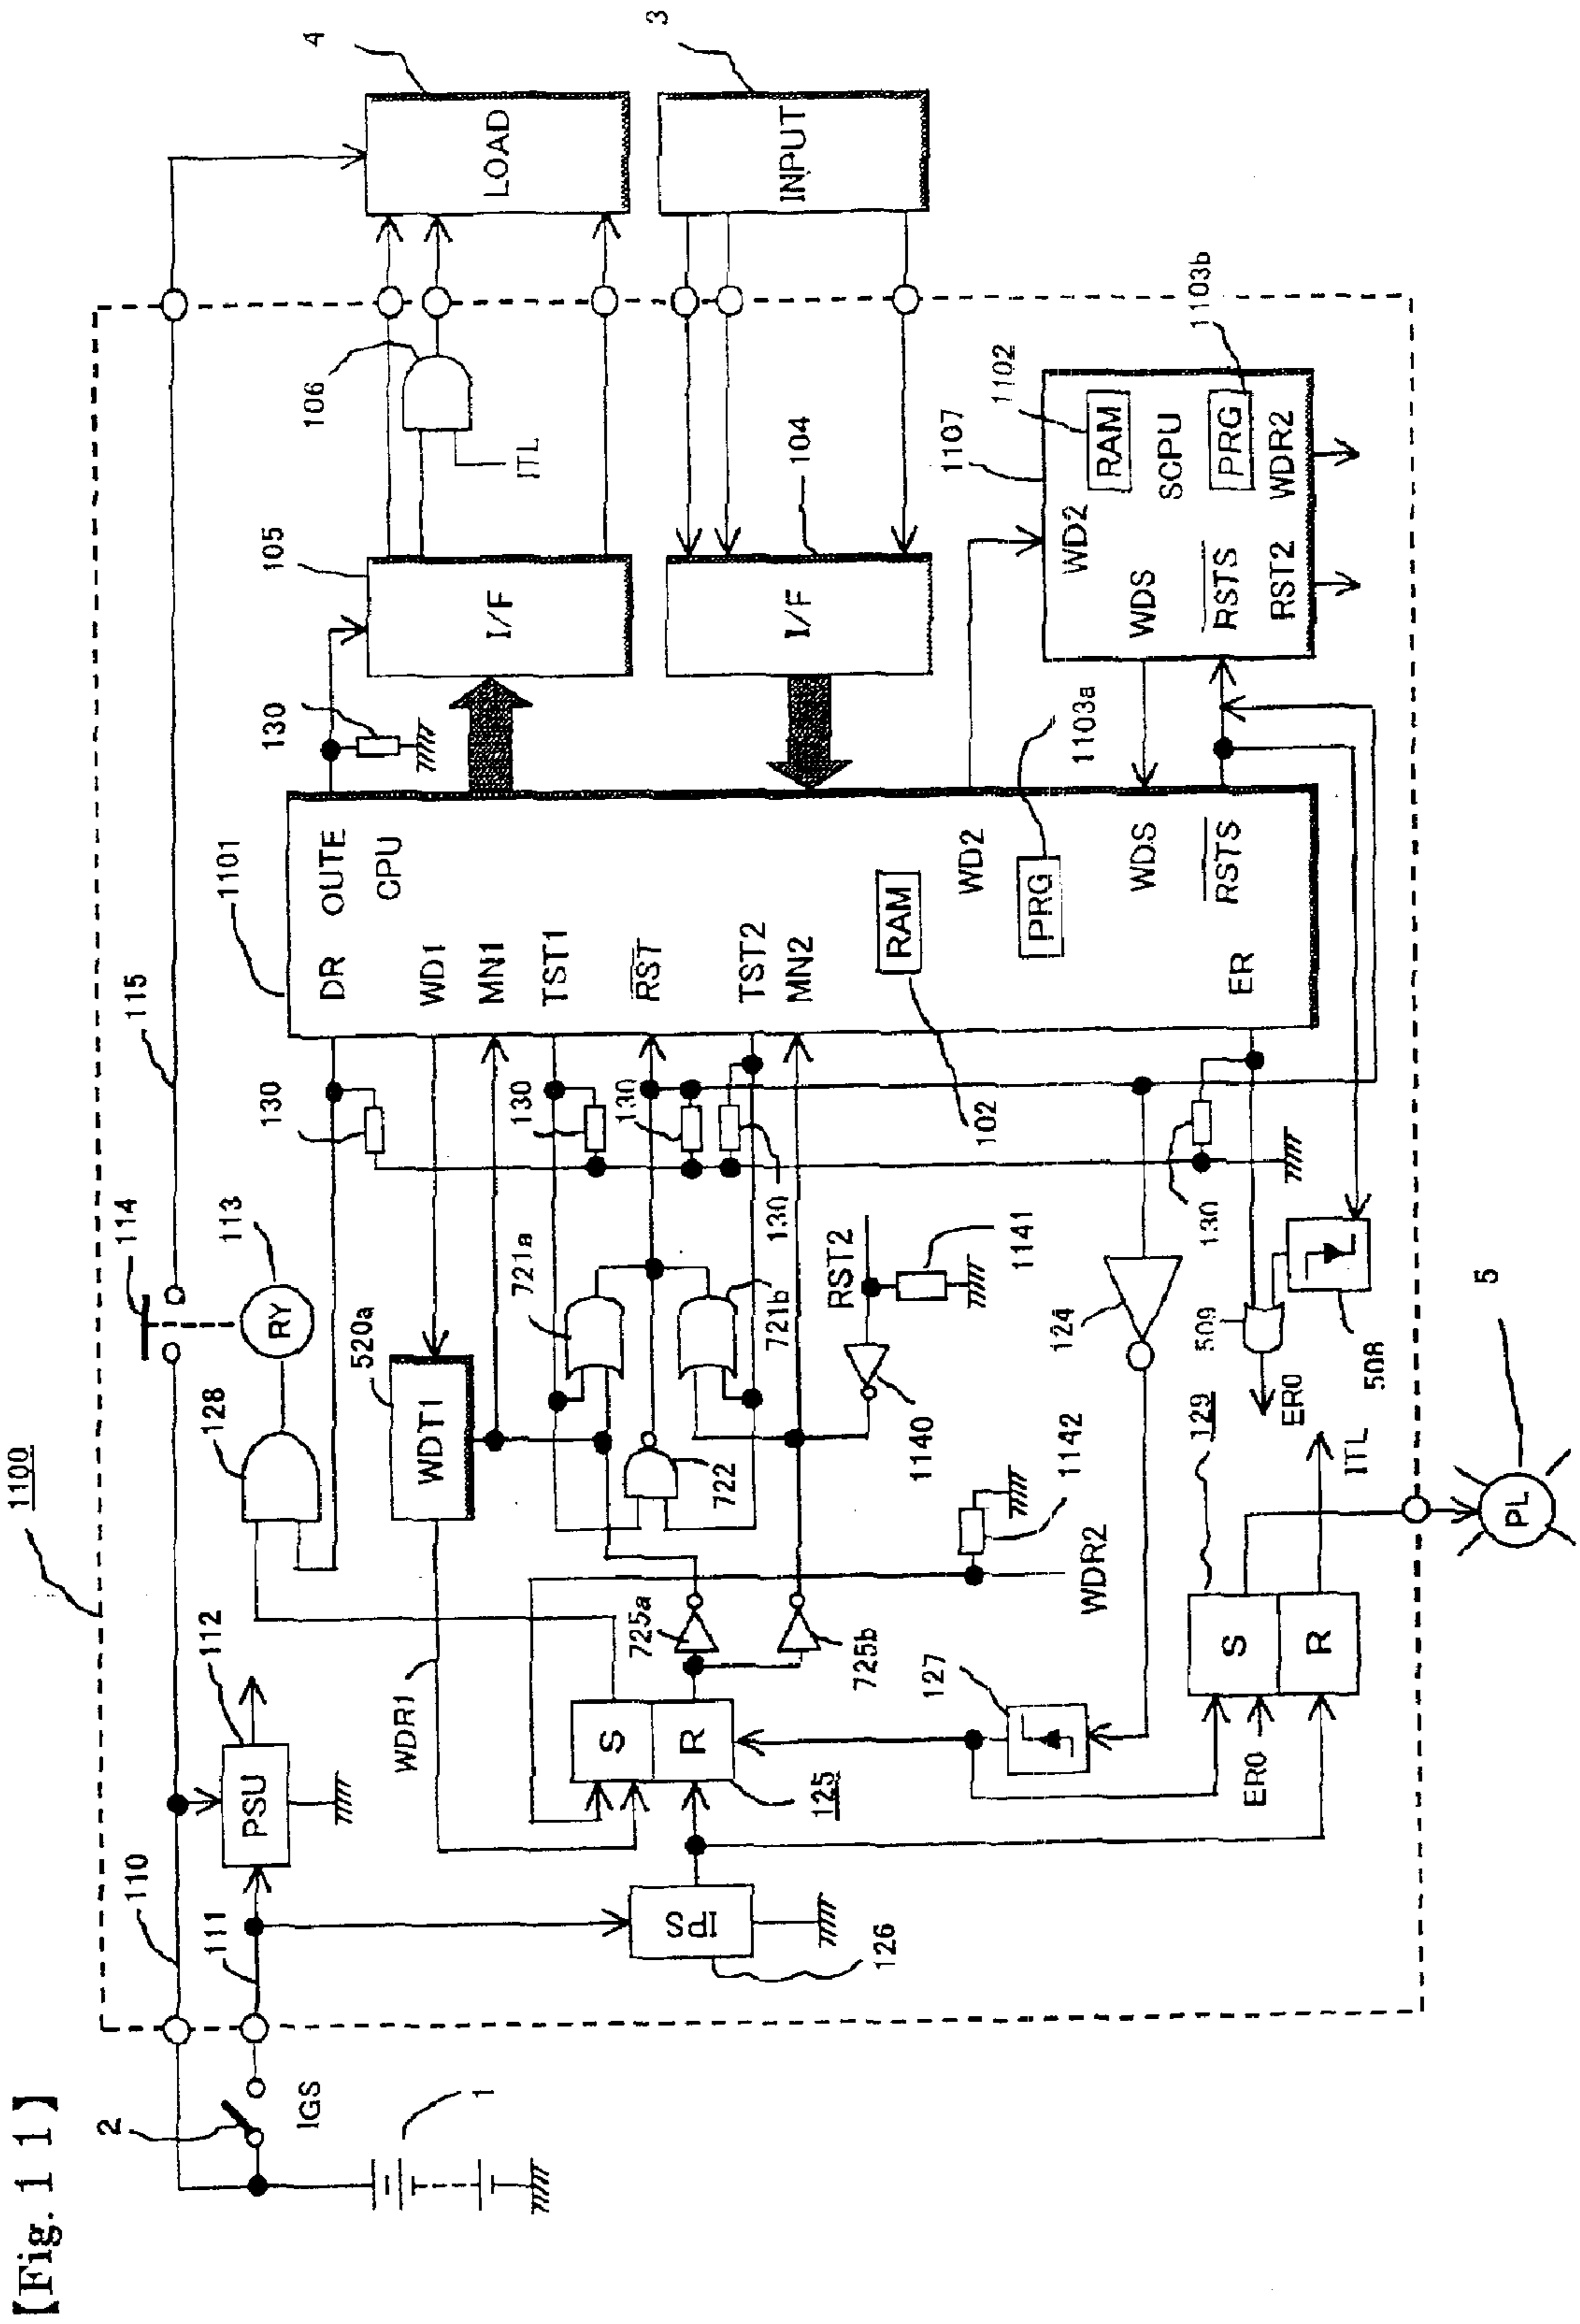 【Fig. 1 1】
1100
110
111
2
IGS
1
112
PSU
114
113
RY
128
115
4
LOAD
3
INPUT
1101
130
105
I/F
106
ITL
104
I/F
DR OUTE
CPU
WD1
MN1
TST1
RST
TST2
MN2
RAM
102
WD2
PRG
1103a
WDS
RSTS
ER
1107
1102
RAM
WD2
SCPU
WDS
PRG
1103b
RSTS
RST2
WDR2
130
130
130
130
130
520a
WDT1
721a
721b
722
RST2
1141
1140
1142
WDR2
WDR1
725a
725b
S
R
125
IPS
126
127
124
129
S
R
ER0
ITL
509
ER0
508
5
PL